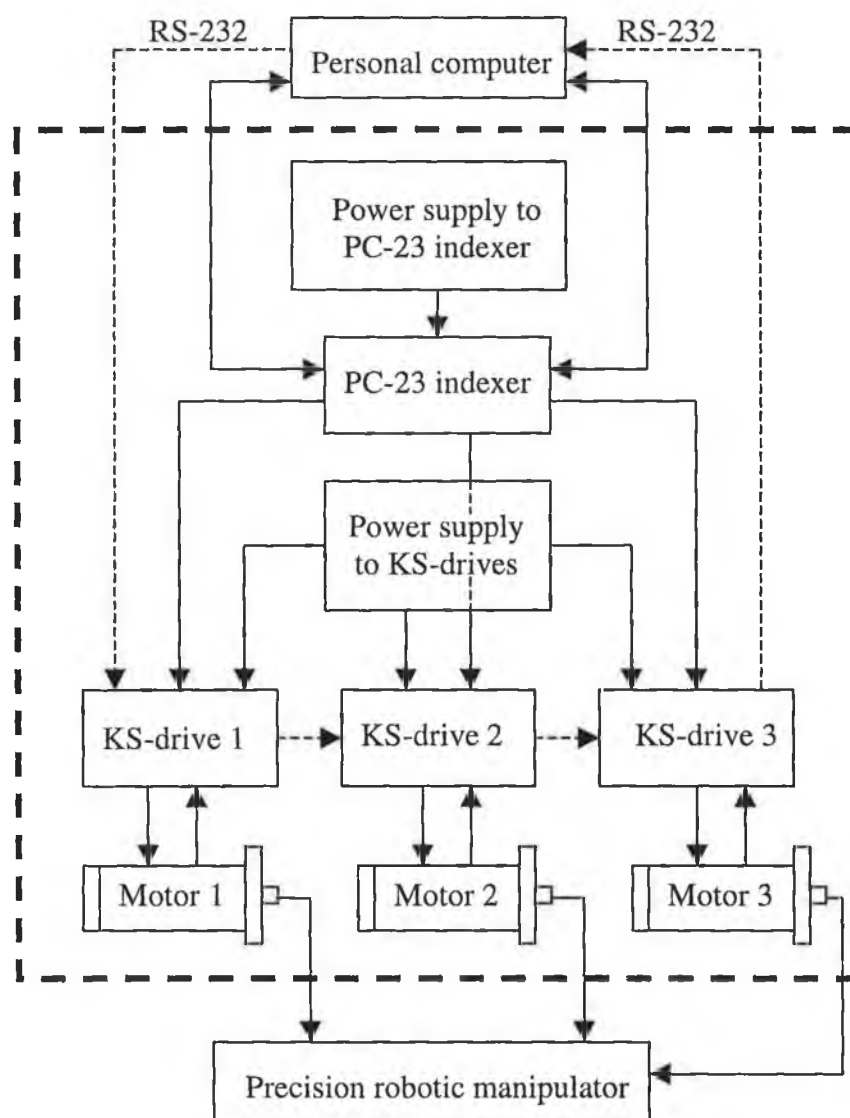 RS-232
RS-232
Personal computer
Power supply to
PC-23 indexer
PC-23 indexer
Power supply
to KS-drives
KS-drive 1
KS-drive 2
KS-drive 3
Motor 1
Motor 2
Motor 3
Precision robotic manipulator